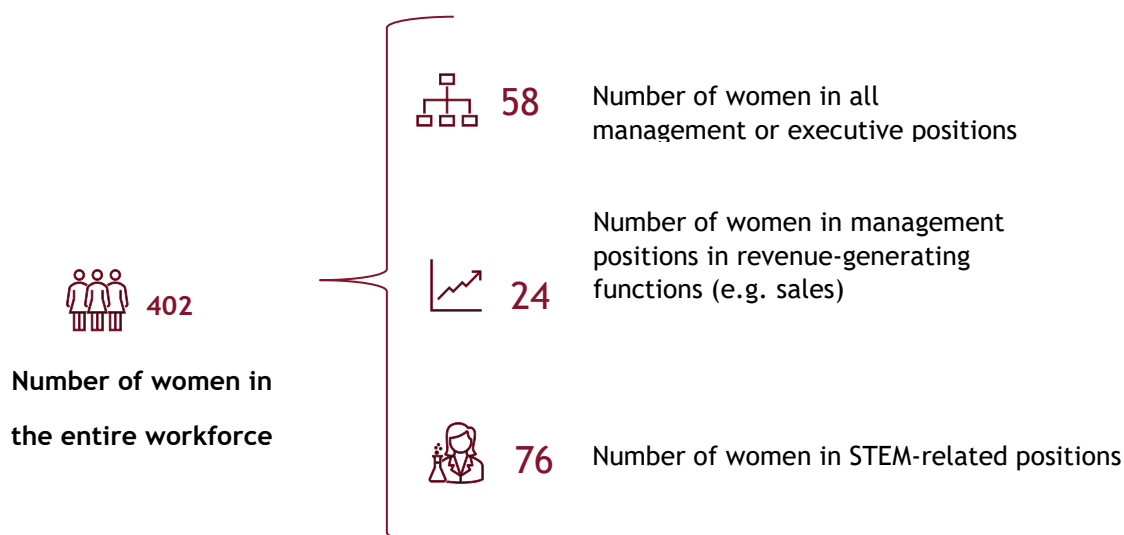 58
Number of women in all
management or executive positions
Number of women in management
positions in revenue-generating
functions (e.g. sales)
24
402
Number of women in
the entire workforce
76
Number of women in STEM-related positions